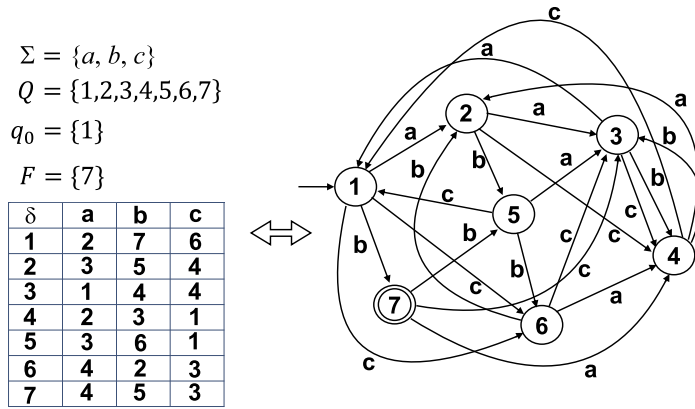 Σ = {a, b, c}
Q = {1,2,3,4,5,6,7}
q0 = {1}
F = {7}
δ a b c
1 2 7 6
2 3 5 4
3 1 4 4
4 2 3 1
5 3 6 1
6 4 2 3
7 4 5 3
c
a
a
2
a
3
a
b
b
b
a
b
1
c
5
c
4
b
b
b
c
c
7
c
6
a
c
a